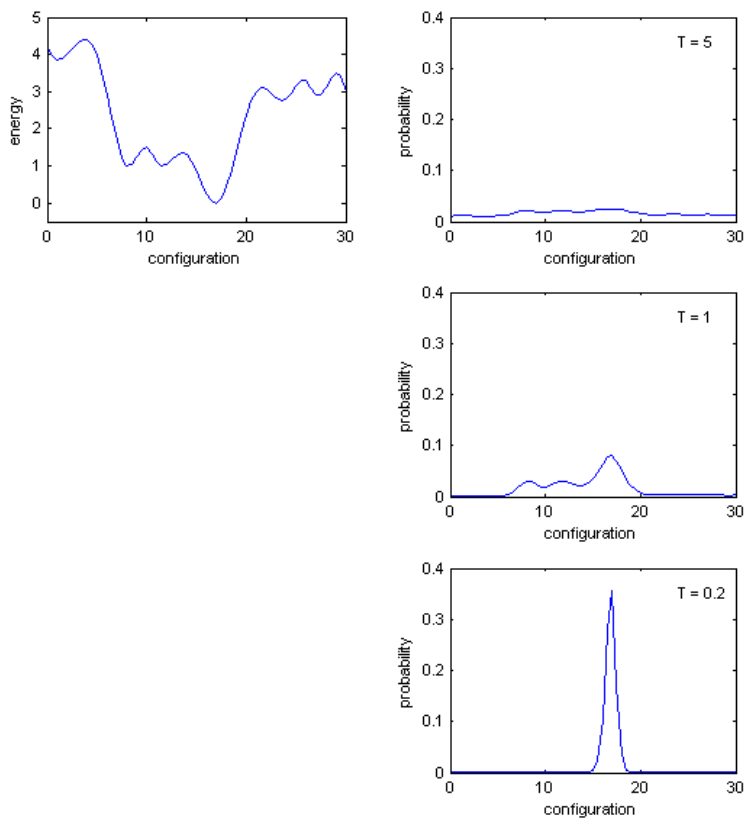 5
4
3
2
1
0
energy
0 10 20 30
configuration
0.4
0.3
0.2
0.1
0
probability
T = 5
0 10 20 30
configuration
0.4
0.3
0.2
0.1
0
probability
T = 1
0 10 20 30
configuration
0.4
0.3
0.2
0.1
0
probability
T = 0.2
0 10 20 30
configuration